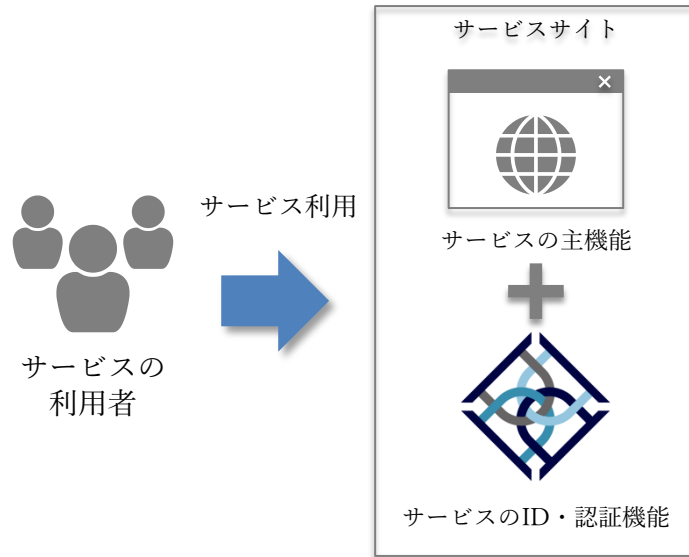 サービスサイト
サービス利用
サービスの主機能
サービスの
利用者
サービスのID・認証機能